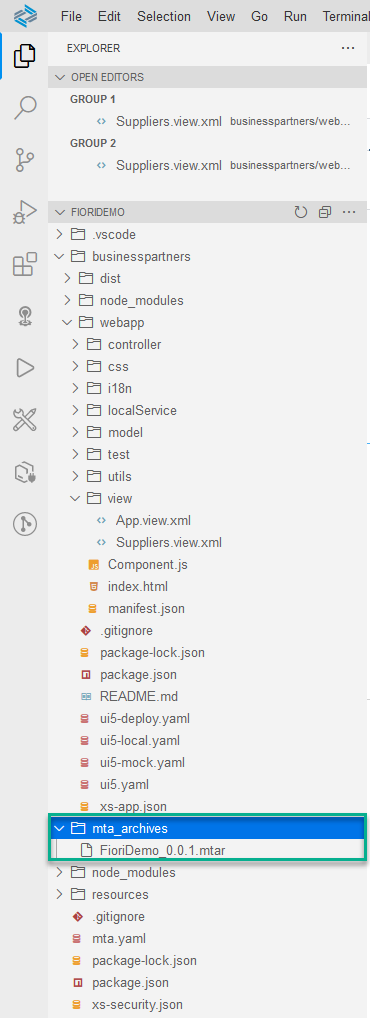 File Edit View Go Run Terminal
EXPLORER
OPEN EDITORS
GROUP 1
Suppliers.view.xml businesspartners/web...
GROUP 2
Suppliers.view.xml businesspartners/web...
FIORIDEMO
.vscode
businesspartners
dist
node_modules
webapp
controller
css
i18n
localService
model
test
utils
view
App.view.xml
Suppliers.view.xml
Component.js
index.html
manifest.json
.gitignore
package-lock.json
package.json
README.md
ui5-deploy.yaml
ui5-local.yaml
ui5-mock.yaml
ui5.yaml
xs-app.json
mta_archives
FioriDemo_0.0.1.mtar
node_modules
resources
.gitignore
mta.yaml
package-lock.json
package.json
xs-security.json